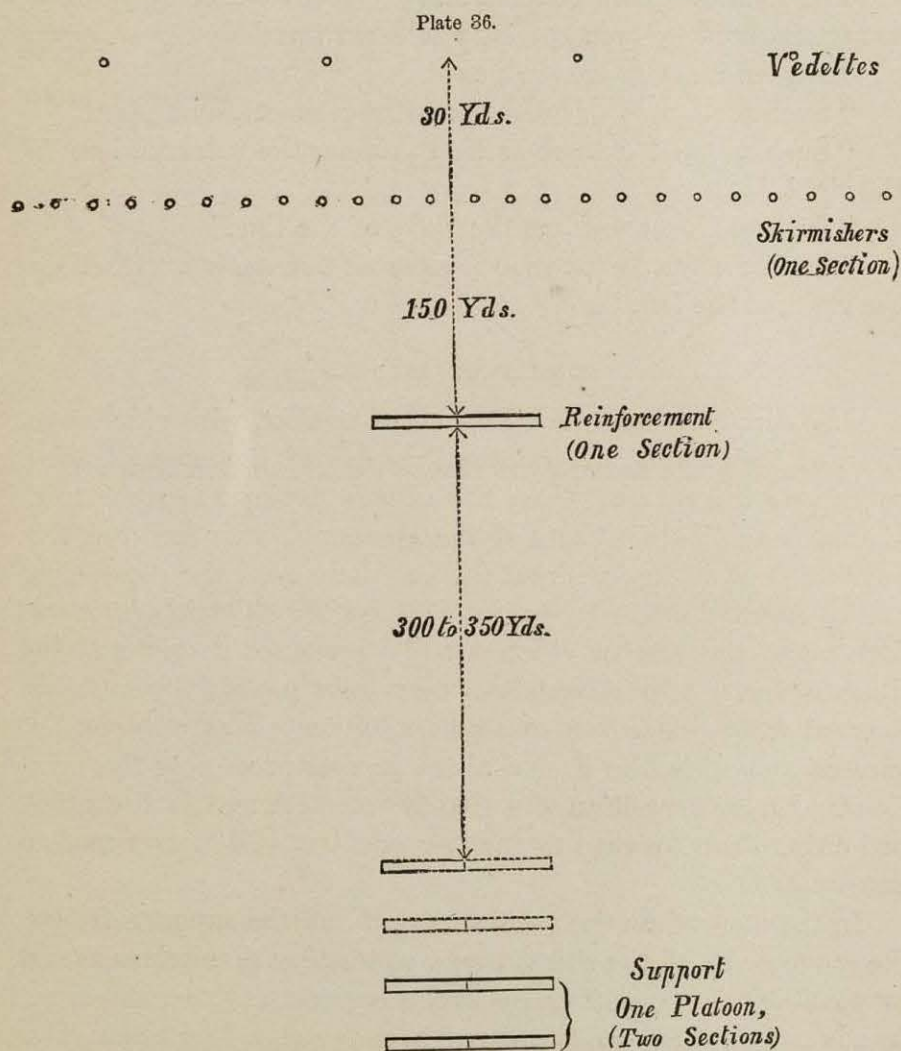 Plate 36.
Vedettes
30 Yds.
Skirmishers
(One Section)
150 Yds.
Reinforcement
(One Section)
300 to 350 Yds.
Support
One Platoon,
(Two Sections)